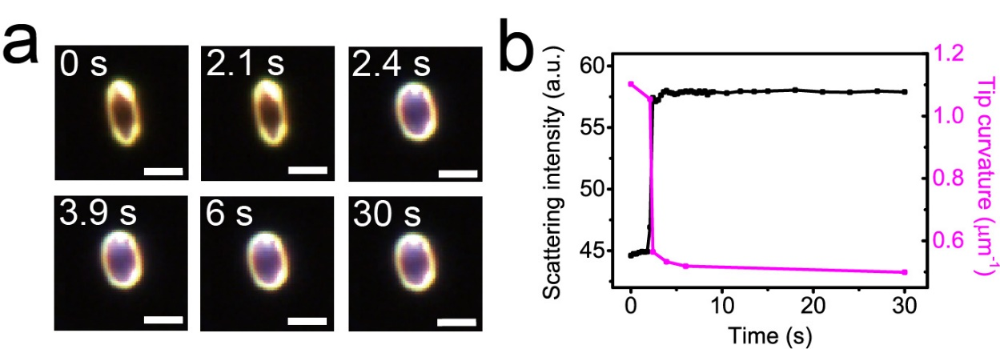 a
0 s
2.1 s
2.4 s
3.9 s
6 s
30 s
b
Scattering intensity (a.u.)
60
55
50
45
0
10
20
30
Time (s)
1.2
1.0
0.8
0.6
Tip curvature (μm⁻¹)